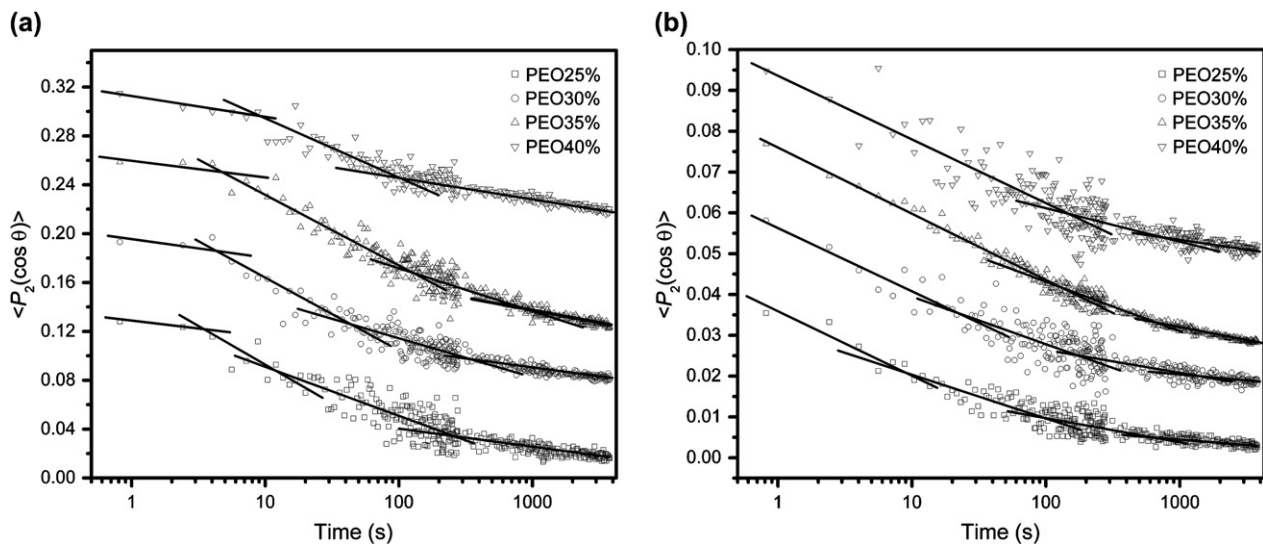 (a)
<P2(cos θ)>
0.32
0.28
0.24
0.20
0.16
0.12
0.08
0.04
0.00
PEO25%
PEO30%
PEO35%
PEO40%
1 10 100 1000
Time (s)
(b)
<P2(cos θ)>
0.10
0.09
0.08
0.07
0.06
0.05
0.04
0.03
0.02
0.01
0.00
PEO25%
PEO30%
PEO35%
PEO40%
1 10 100 1000
Time (s)